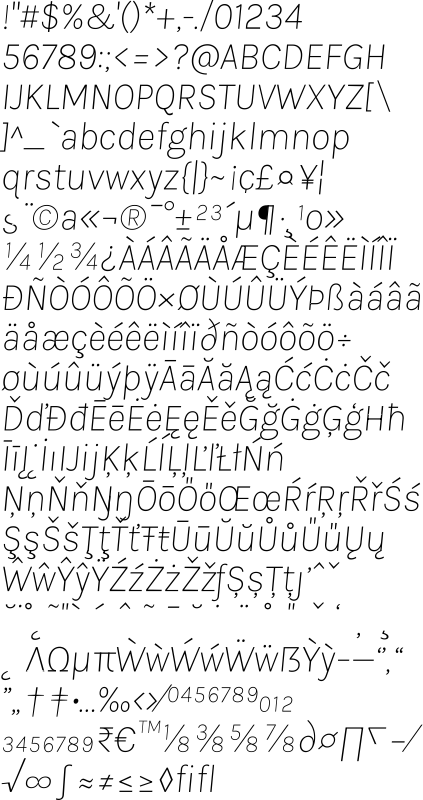 !"#$%&'()*+,-./01234
56789:;<=>?@ABCDEFGH
IJKLMNOPQRSTUVWXYZ[\
]^_`abcdefghijklmnop
qrstuvwxyz{|}~¡¢£¤¥¦
§¨©ª«¬®¯°±²³´µ¶·¸¹º»
¼½¾¿ÀÁÂÃÄÅÆÇÈÉÊËÌÍÎÏ
ÐÑÒÓÔÕÖ×ØÙÚÛÜÝÞßàáâã
äåæçèéêëìíîïðñòóôõö÷
øùúûüýþÿĀāĂăĄąĆćĊċČč
ĎďĐđĒēĖėĘęĚěĞğĠġĢģĦħ
ĪīĮįİıĲĳĶķĹĺĻļĽľŁłŃń
ŅņŇňŊŋŌōŐőŒœŔŕŖŗŘřŚś
ŞşŠšŢţŤťŦŧŪūŬŭŮůŰűŲų
ŴŵŶŷŸŹźŻżŽžƒȘșȚțȷʼˆˇ
ΛΩμπẀẁẂẃẄẅẞỲỳ–—‘’‚“
”„†‡•…‰‹›⁄⁰⁴⁵⁶⁷⁸⁹₀₁₂
₃₄₅₆₇₈₉₹€™⅛⅜⅝⅞∂¤∏−∕
√∞∫≈≠≤≥◊ﬁﬂ